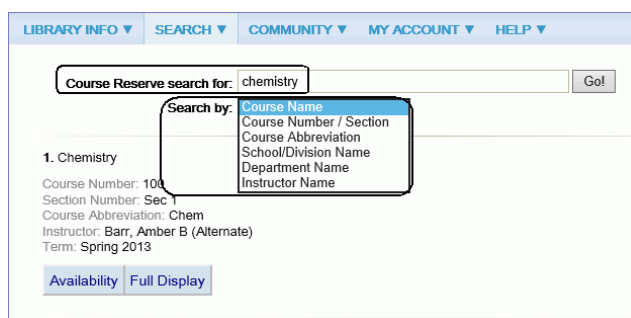 LIBRARY INFO ▼ SEARCH ▼ COMMUNITY ▼ MY ACCOUNT ▼ HELP ▼
Course Reserve search for: chemistry Go!
Search by: Course Name
Course Number / Section
Course Abbreviation
School/Division Name
Department Name
Instructor Name
1. Chemistry
Course Number: 100
Section Number: Sec 1
Course Abbreviation: Chem
Instructor: Barr, Amber B (Alternate)
Term: Spring 2013
Availability Full Display